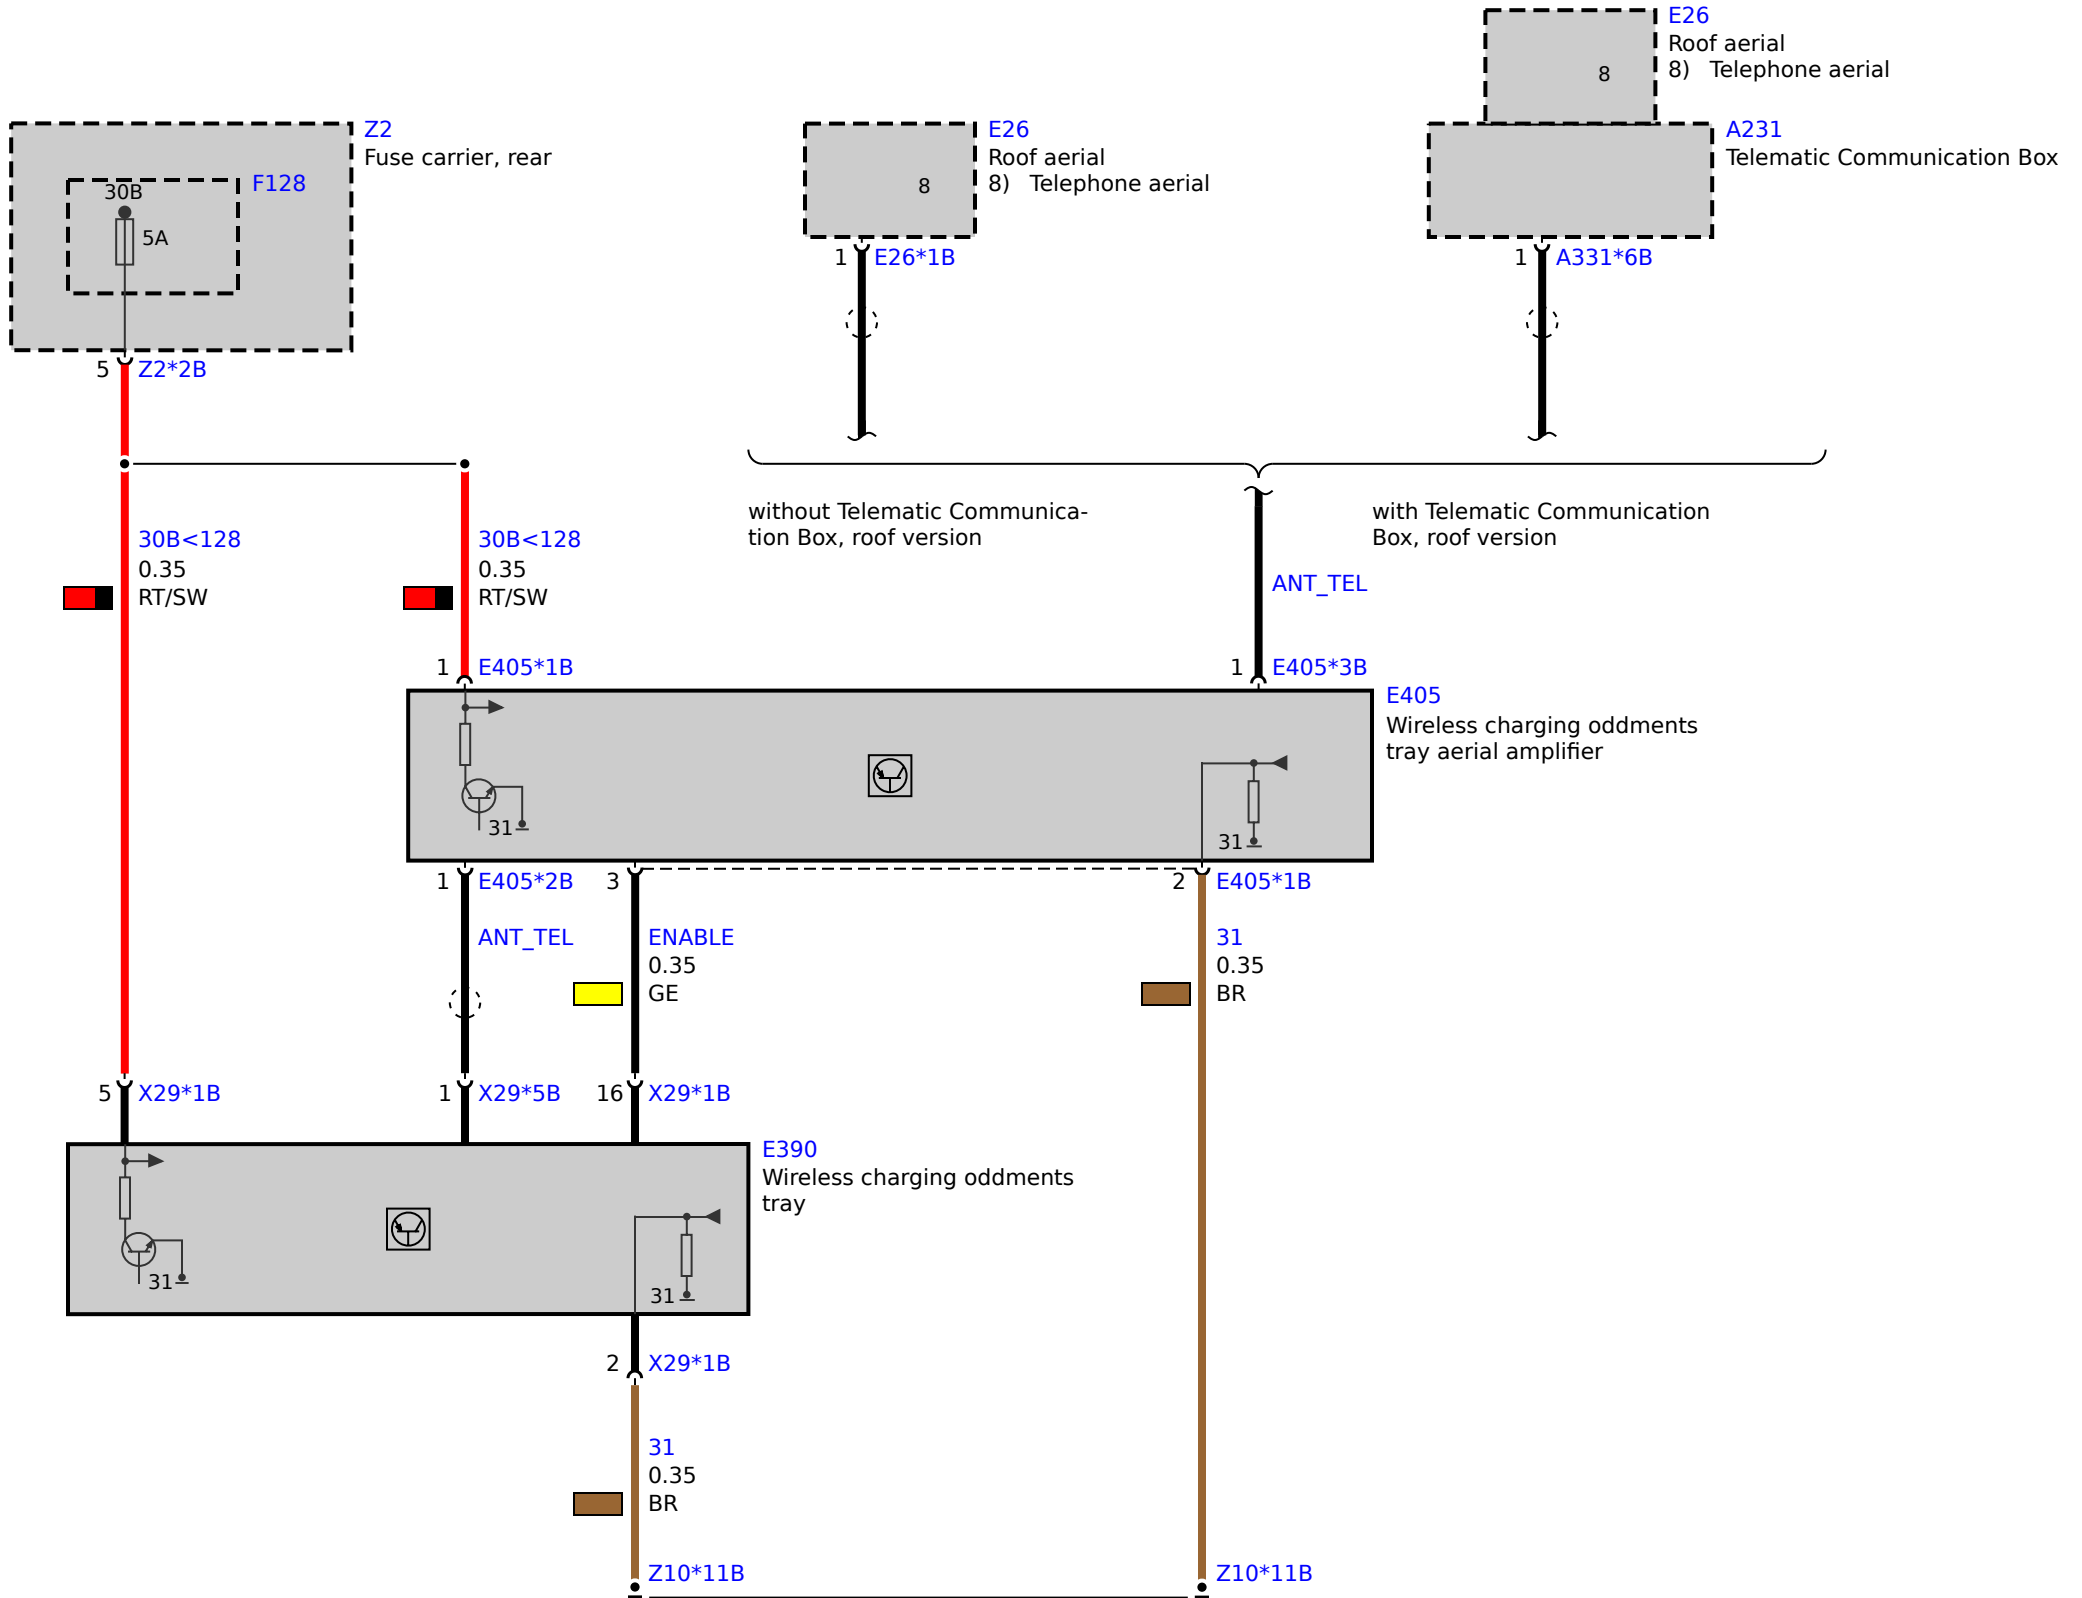 E26
Roof aerial
8) Telephone aerial
8
Z2
Fuse carrier, rear
F128
30B
5A
E26
Roof aerial
8) Telephone aerial
8
A231
Telematic Communication Box
1 E26*1B
1 A331*6B
5 Z2*2B
without Telematic Communica-
tion Box, roof version
with Telematic Communication
Box, roof version
30B<128
0.35
RT/SW
30B<128
0.35
RT/SW
ANT_TEL
1 E405*1B
1 E405*3B
E405
Wireless charging oddments
tray aerial amplifier
31
31
1 E405*2B
3
2 E405*1B
ANT_TEL
ENABLE
0.35
GE
31
0.35
BR
5 X29*1B
1 X29*5B
16 X29*1B
E390
Wireless charging oddments
tray
31
31
2 X29*1B
31
0.35
BR
Z10*11B
Z10*11B